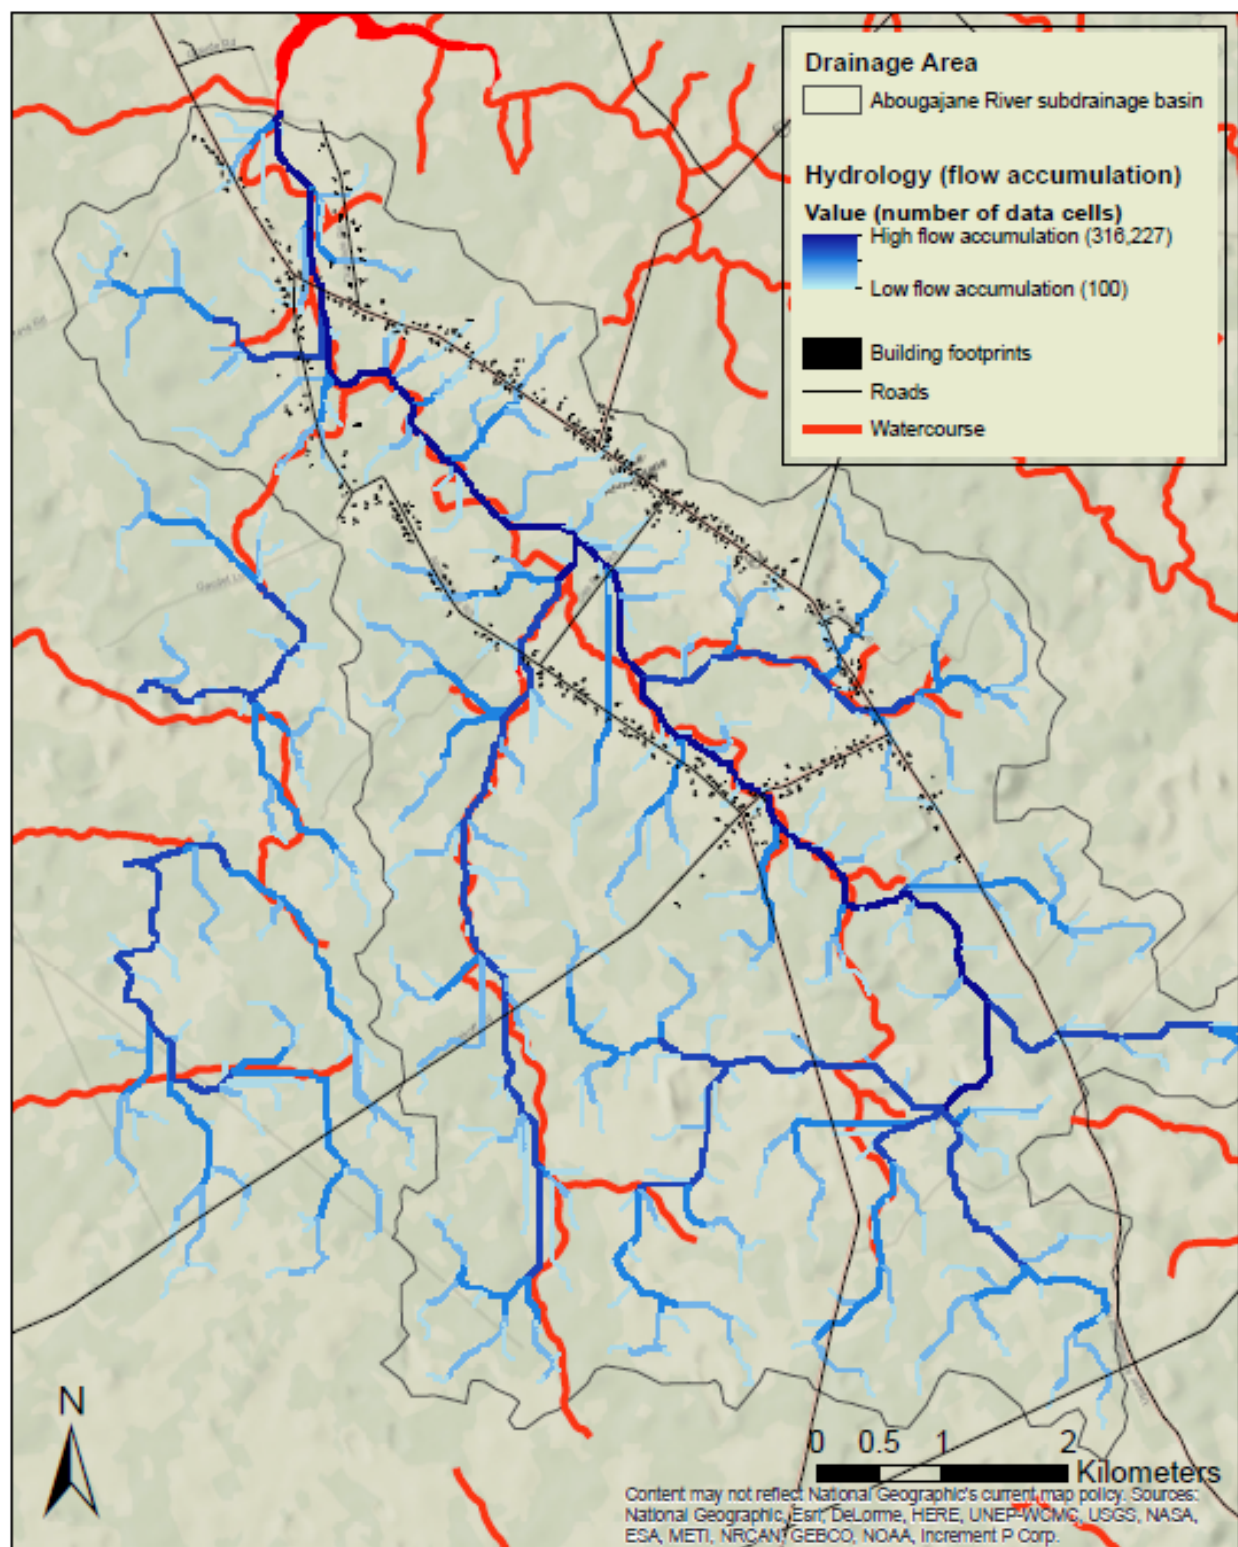 Drainage Area
Abougajane River subdrainage basin
Hydrology (flow accumulation)
Value (number of data cells)
High flow accumulation (316,227)
Low flow accumulation (100)
Building footprints
Roads
Watercourse
N
0 0.5 1 2
Kilometers
Content may not reflect National Geographic's current map policy. Sources:
National Geographic, Esri, DeLorme, HERE, UNEP-WCMC, USGS, NASA,
ESA, METI, NRCAN, GEBCO, NOAA, Increment P Corp.